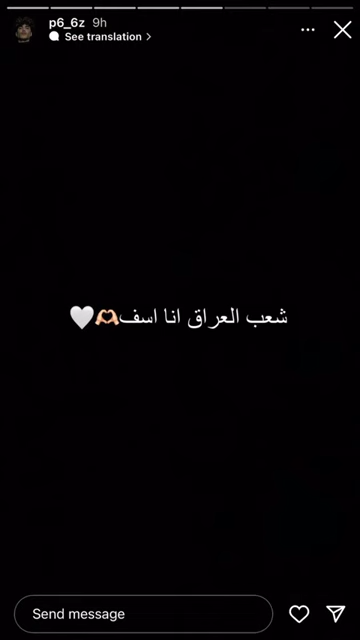 p6_6z 9h
See translation >
شعب العراق انا اسف🫶🏻🤍
Send message